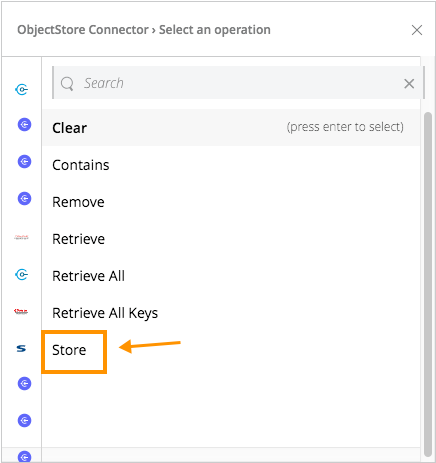 ObjectStore Connector › Select an operation
Search
Clear (press enter to select)
Contains
Remove
Retrieve
Retrieve All
Retrieve All Keys
Store